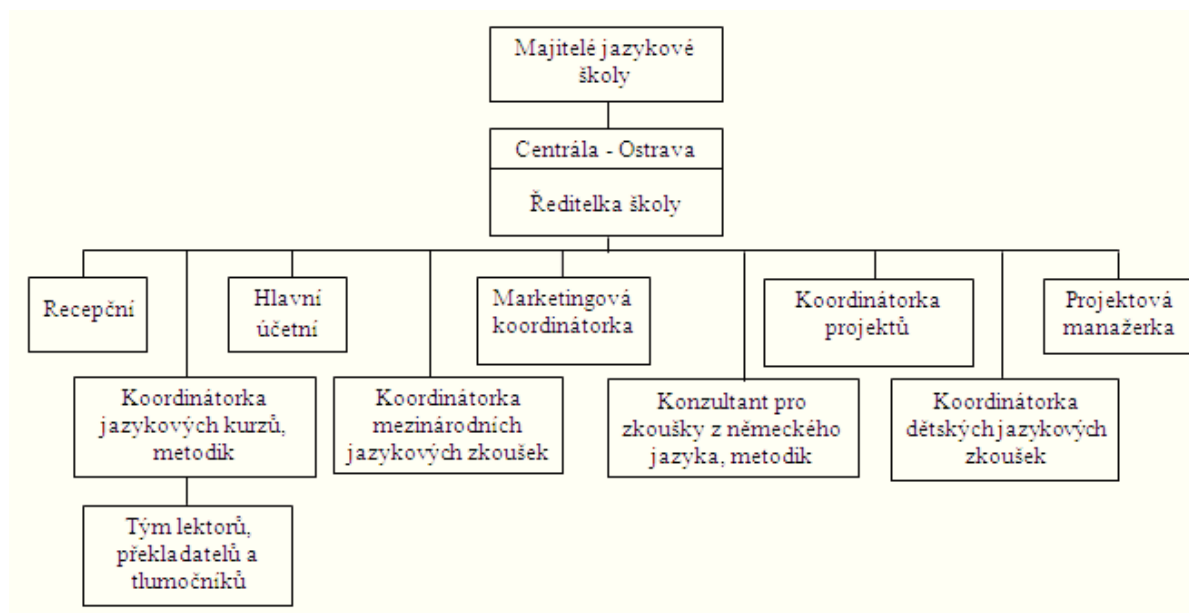 Majitelé jazykové
školy
Centrála - Ostrava
Ředitelka školy
Recepční
Hlavní
účetní
Marketingová
koordinátorka
Koordinátorka
projektů
Projektová
manažerka
Koordinátorka
jazykových kurzů,
metodik
Koordinátorka
mezinárodních
jazykových zkoušek
Konzultant pro
zkoušky z německého
jazyka, metodik
Koordinátorka
dětských jazykových
zkoušek
Tým lektorů,
překladatelů a
tlumočníků